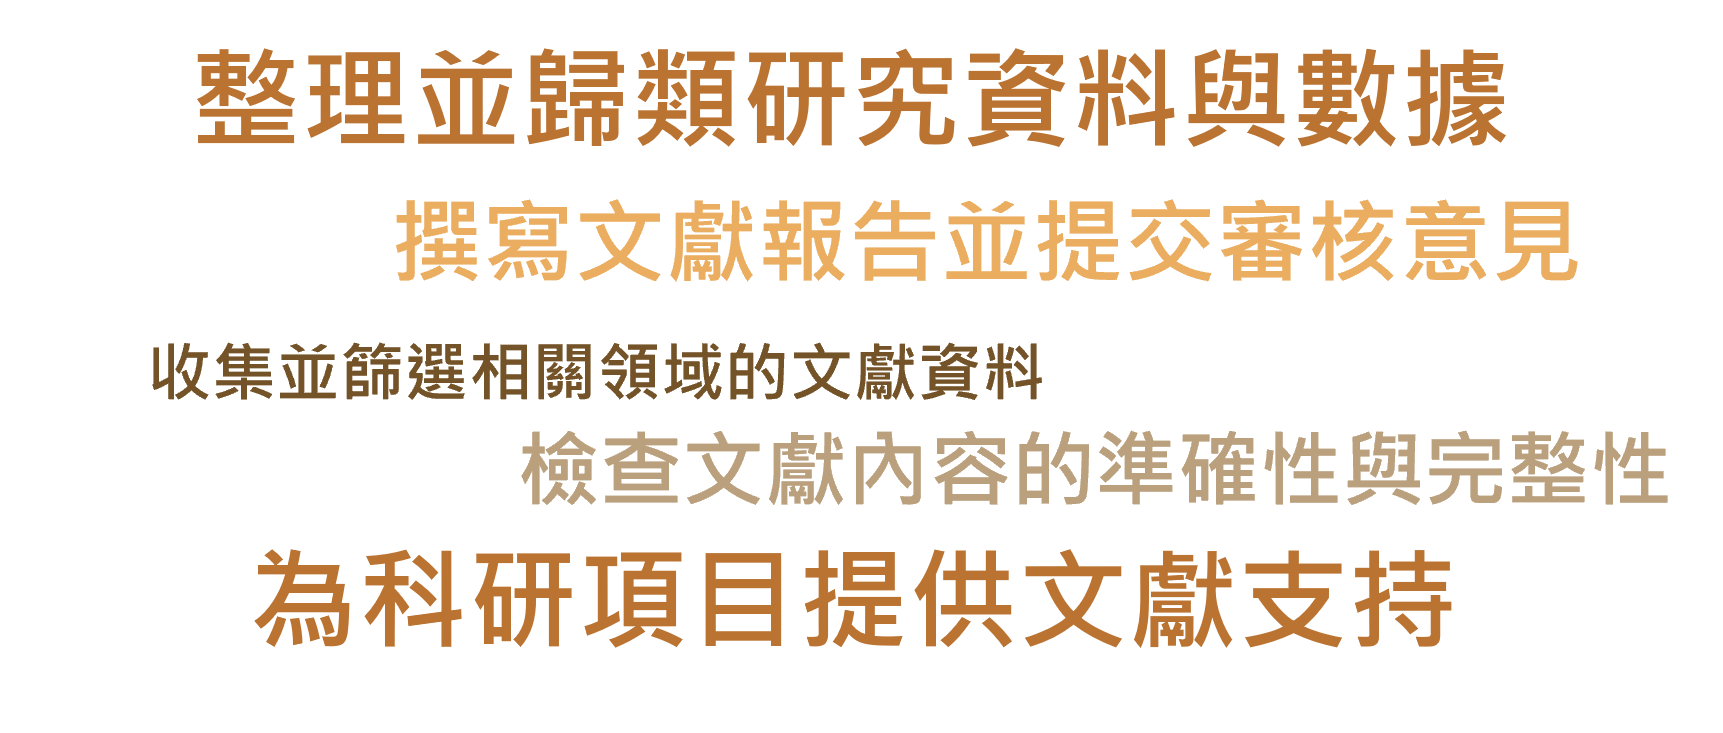 整理並歸類研究資料與數據
撰寫文獻報告並提交審核意見
收集並篩選相關領域的文獻資料
檢查文獻內容的準確性與完整性
為科研項目提供文獻支持